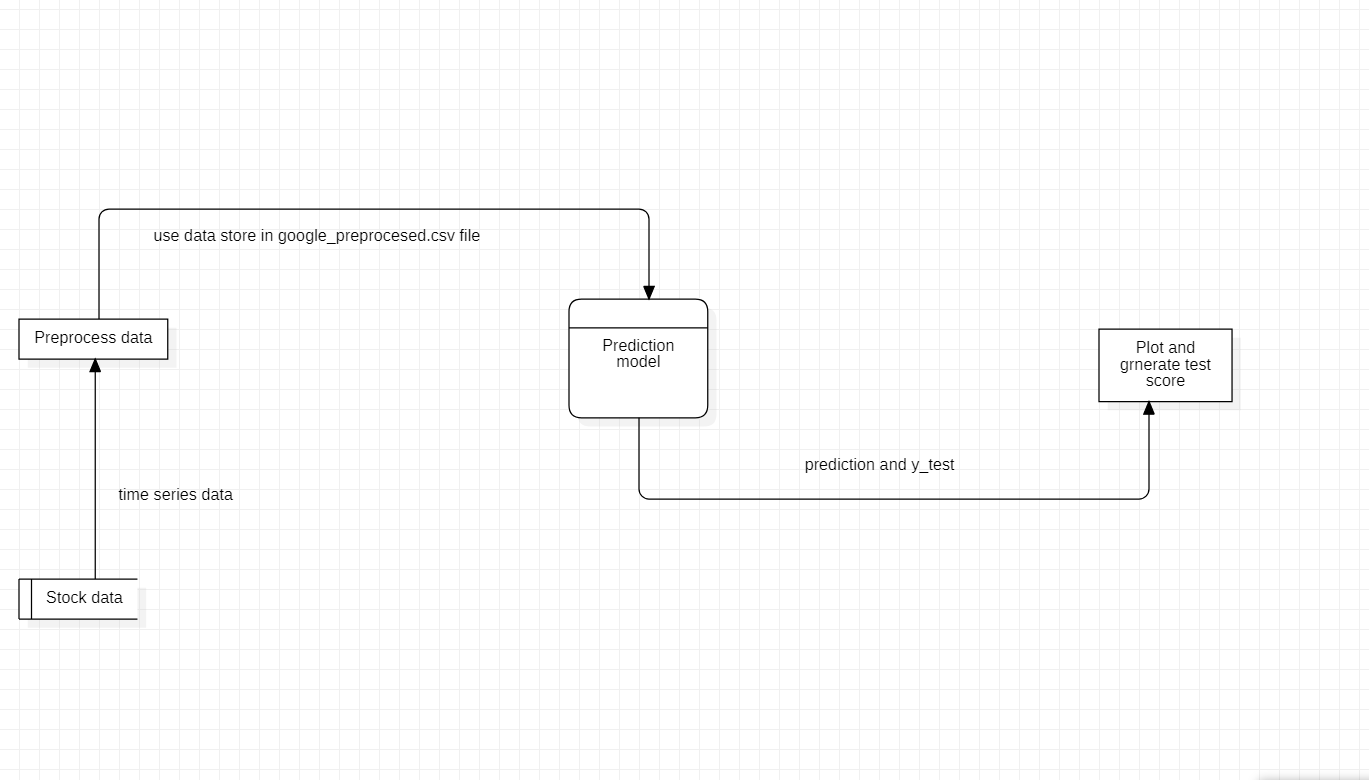 use data store in google_preprocesed.csv file
Preprocess data
Prediction
model
Plot and
grnerate test
score
prediction and y_test
time series data
Stock data